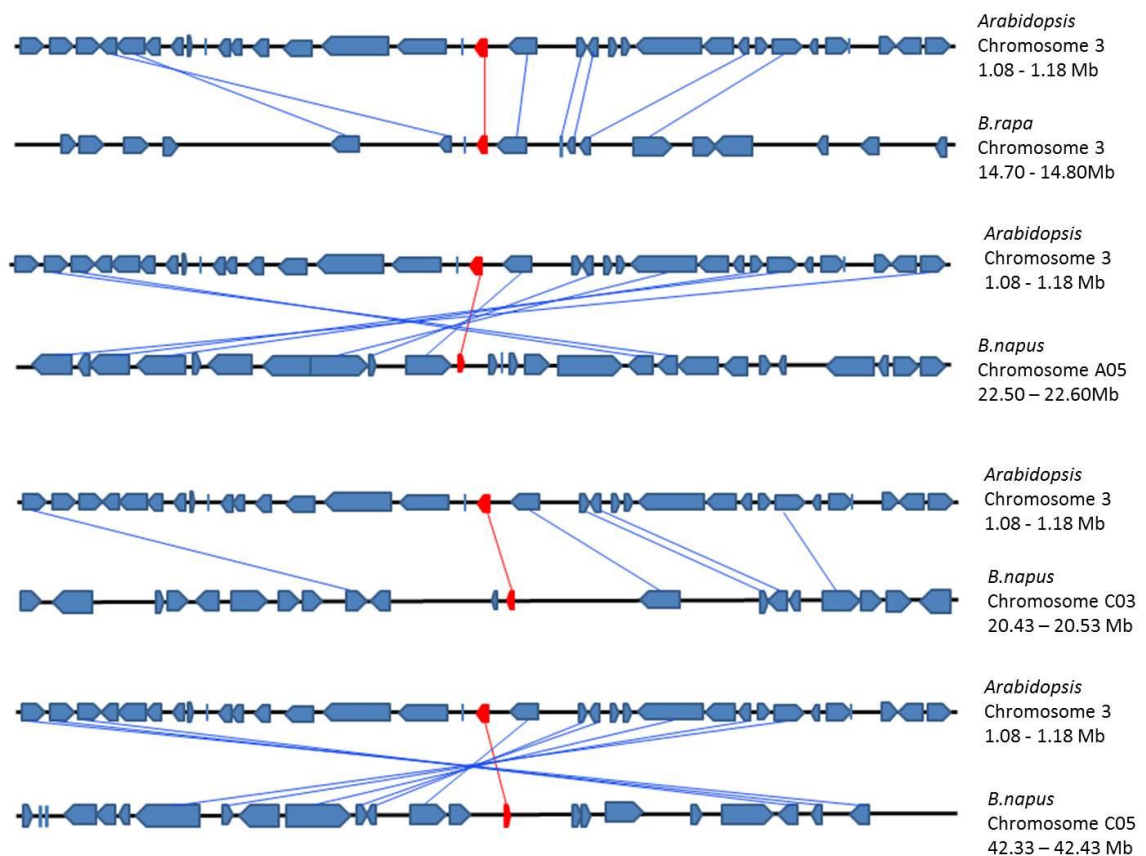 Arabidopsis
Chromosome 3
1.08 - 1.18 Mb
B.rapa
Chromosome 3
14.70 - 14.80Mb
Arabidopsis
Chromosome 3
1.08 - 1.18 Mb
B.napus
Chromosome A05
22.50 – 22.60Mb
Arabidopsis
Chromosome 3
1.08 - 1.18 Mb
B.napus
Chromosome C03
20.43 – 20.53 Mb
Arabidopsis
Chromosome 3
1.08 - 1.18 Mb
B.napus
Chromosome C05
42.33 – 42.43 Mb